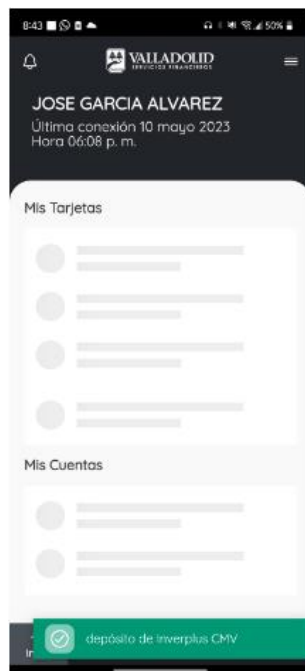 8:43
50%
VALLADOLID
SERVICIOS FINANCIEROS
JOSE GARCIA ALVAREZ
Última conexión 10 mayo 2023
Hora 06:08 p. m.
Mis Tarjetas
Mis Cuentas
depósito de inverplus CMV